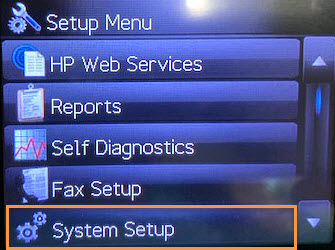 Setup Menu
HP Web Services
Reports
Self Diagnostics
Fax Setup
System Setup